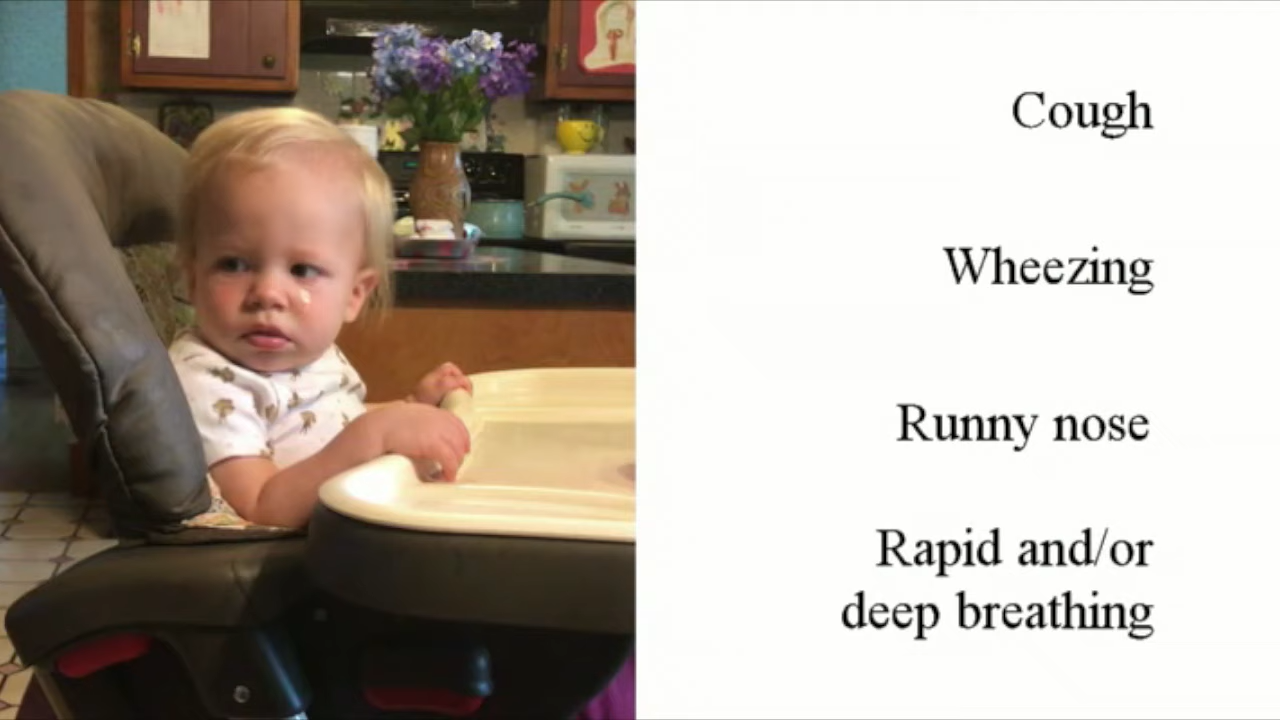 Cough
Wheezing
Runny nose
Rapid and/or
deep breathing